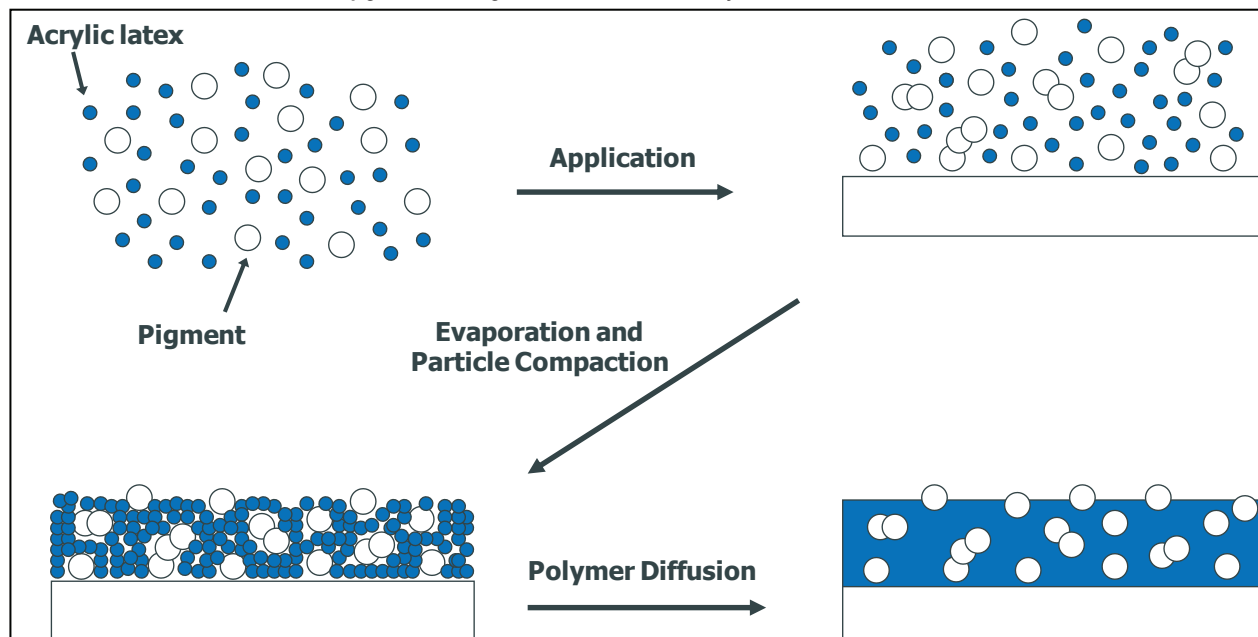 Acrylic latex
Application
Pigment
Evaporation and
Particle Compaction
Polymer Diffusion